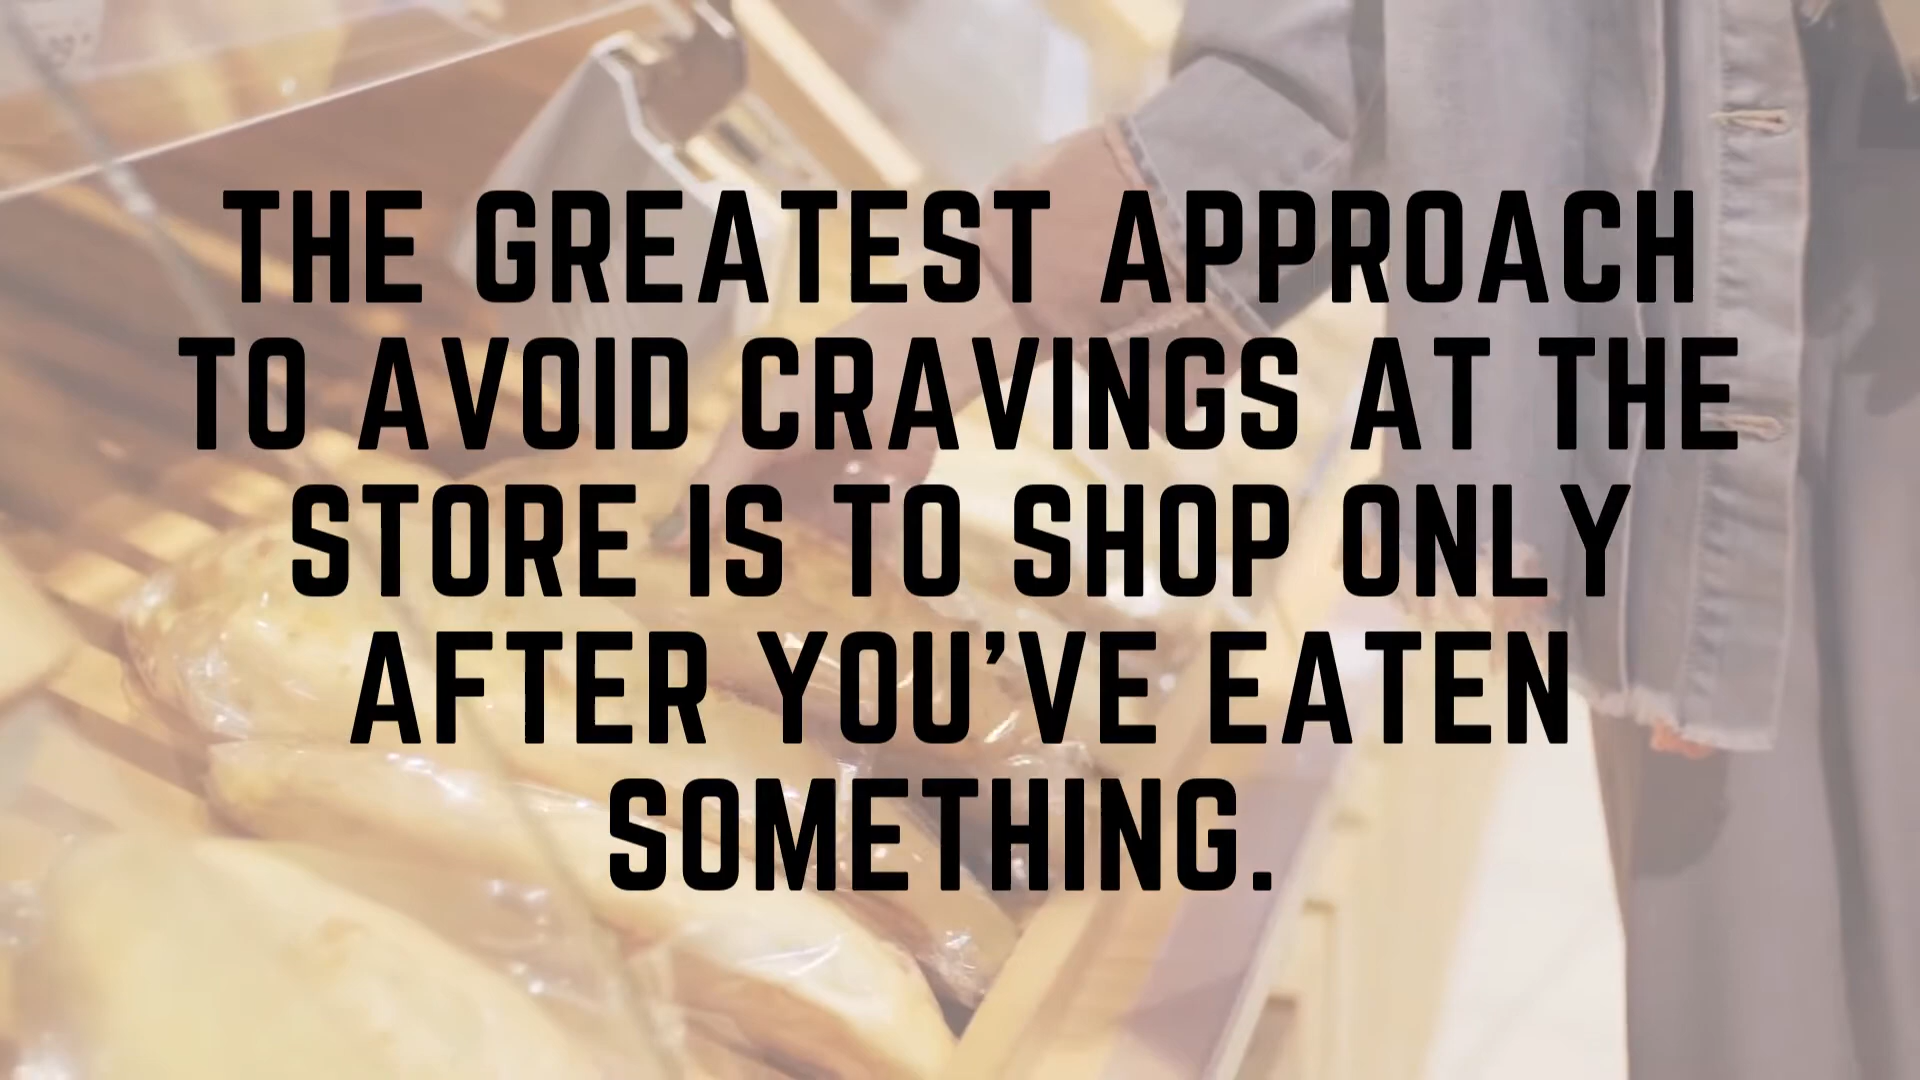 THE GREATEST APPROACH
TO AVOID CRAVINGS AT THE
STORE IS TO SHOP ONLY
AFTER YOU'VE EATEN
SOMETHING.